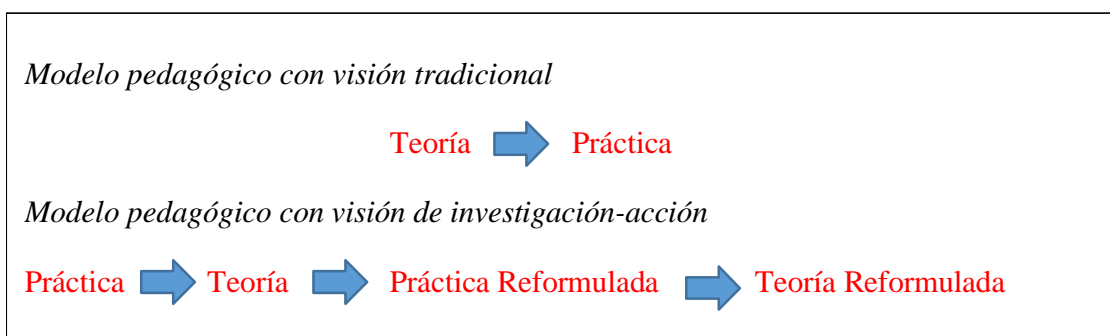 Modelo pedagógico con visión tradicional
Teoría Práctica
Modelo pedagógico con visión de investigación-acción
Práctica Teoría Práctica Reformulada Teoría Reformulada